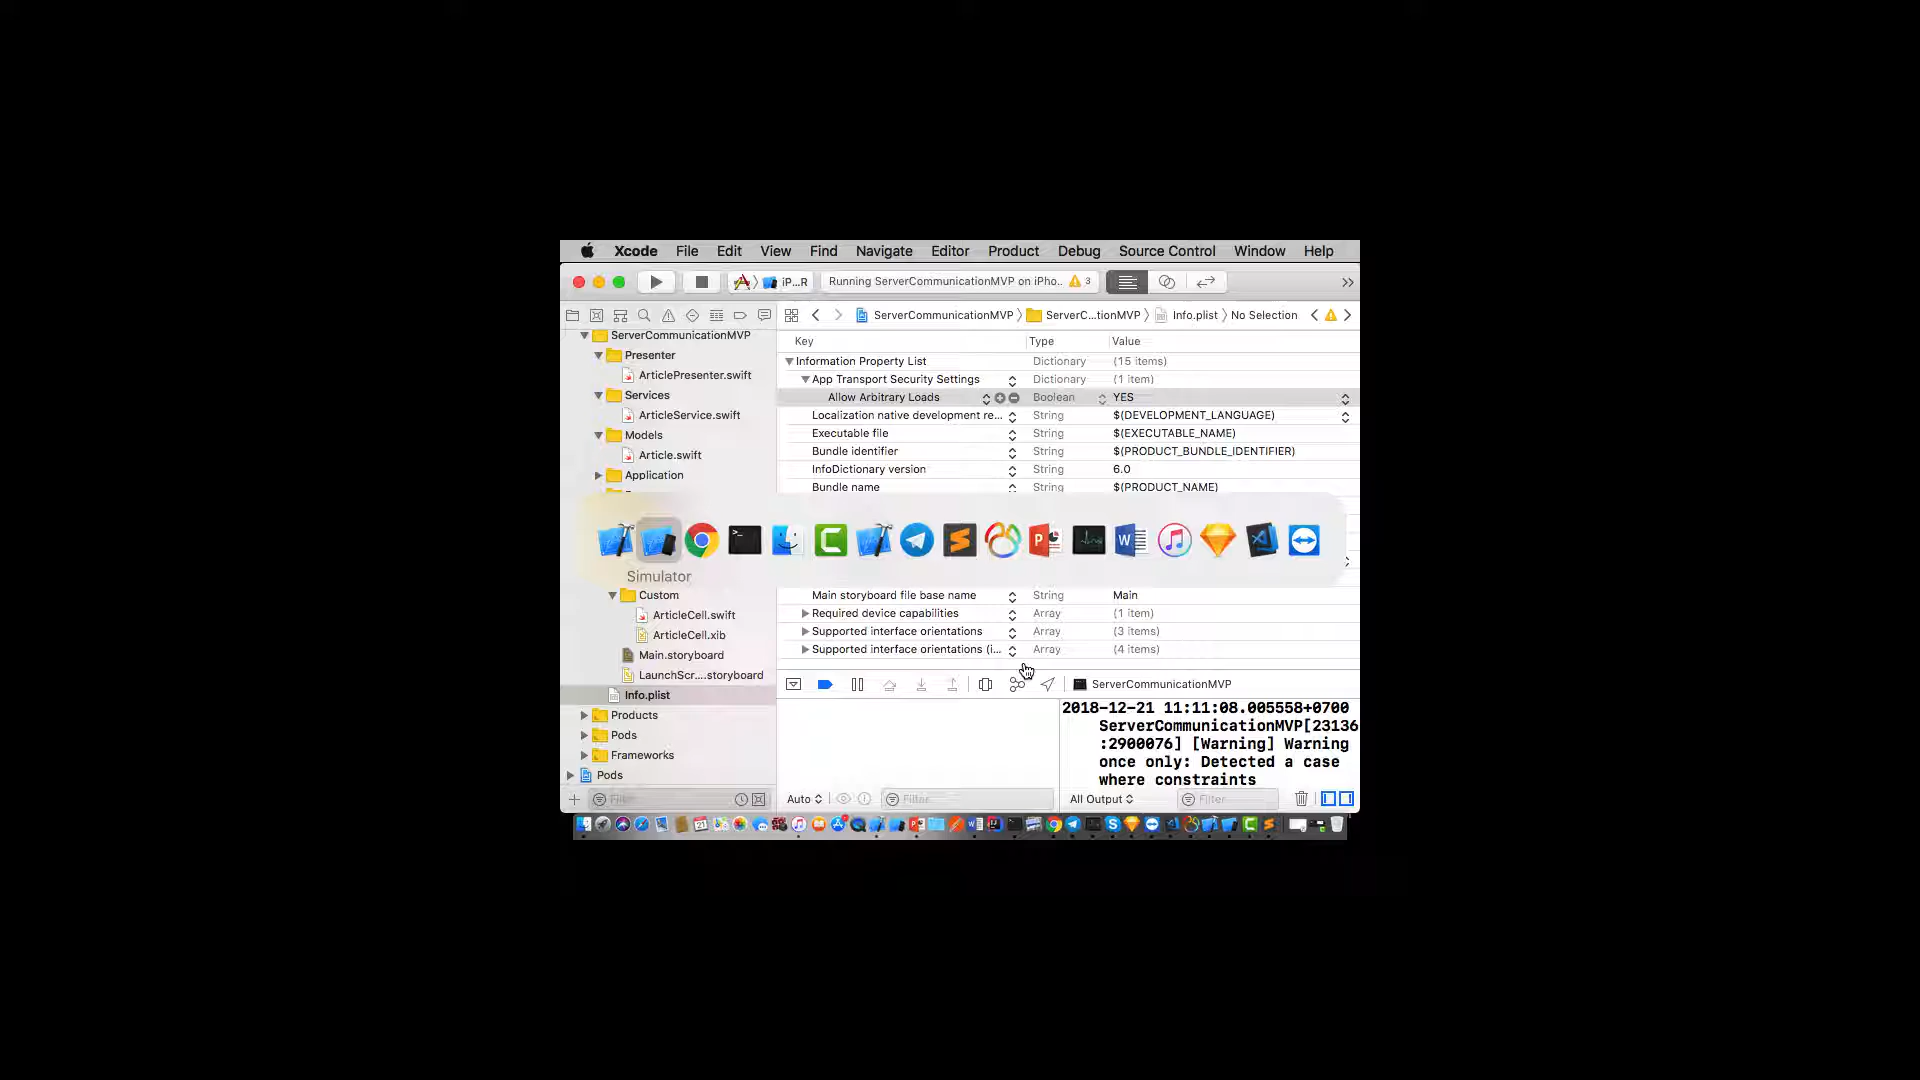 Xcode File Edit View Find Navigate Editor Product Debug Source Control Window Help
iP...R Running ServerCommunicationMVP on iPho... 3
ServerCommunicationMVP ServerC...tionMVP Info.plist No Selection
ServerCommunicationMVP
Presenter
ArticlePresenter.swift
Services
ArticleService.swift
Models
Article.swift
Application
Custom
ArticleCell.swift
ArticleCell.xib
Main.storyboard
LaunchScr....storyboard
Info.plist
Products
Pods
Frameworks
Pods
Filter
Key Type Value
Information Property List Dictionary (15 items)
App Transport Security Settings Dictionary (1 item)
Allow Arbitrary Loads Boolean YES
Localization native development re... String $(DEVELOPMENT_LANGUAGE)
Executable file String $(EXECUTABLE_NAME)
Bundle identifier String $(PRODUCT_BUNDLE_IDENTIFIER)
InfoDictionary version String 6.0
Bundle name String $(PRODUCT_NAME)
Simulator
Main storyboard file base name String Main
Required device capabilities Array (1 item)
Supported interface orientations Array (3 items)
Supported interface orientations (i... Array (4 items)
ServerCommunicationMVP
2018-12-21 11:11:08.005558+0700
ServerCommunicationMVP[23136
:2900076] [Warning] Warning
once only: Detected a case
where constraints
Auto Filter All Output Filter